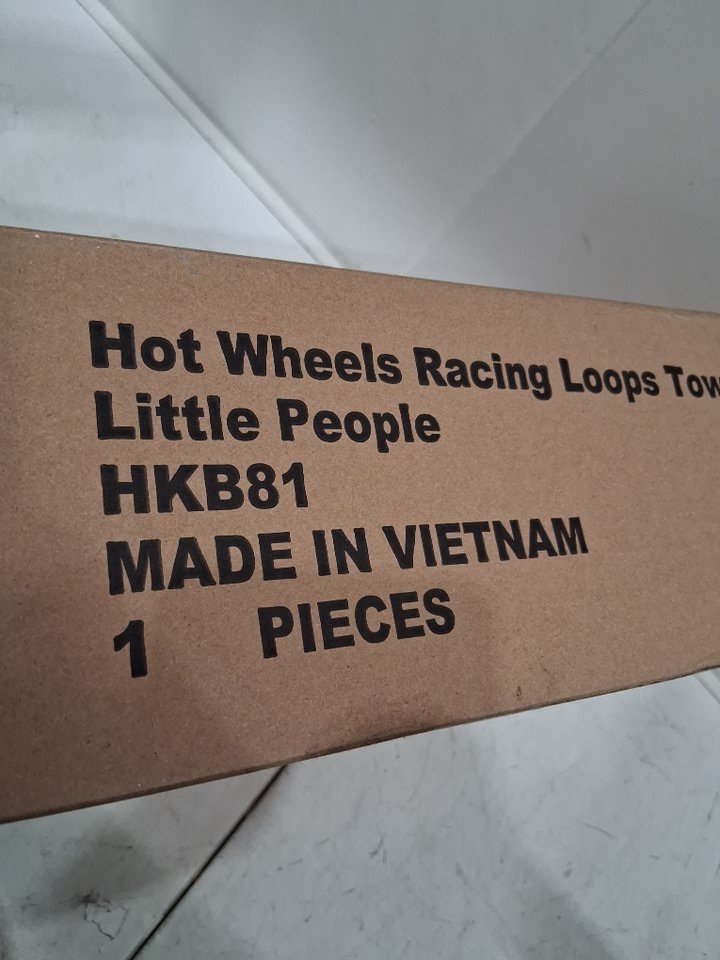 Hot Wheels Racing Loops Tow
Little People
HKB81
MADE IN VIETNAM
1 PIECES